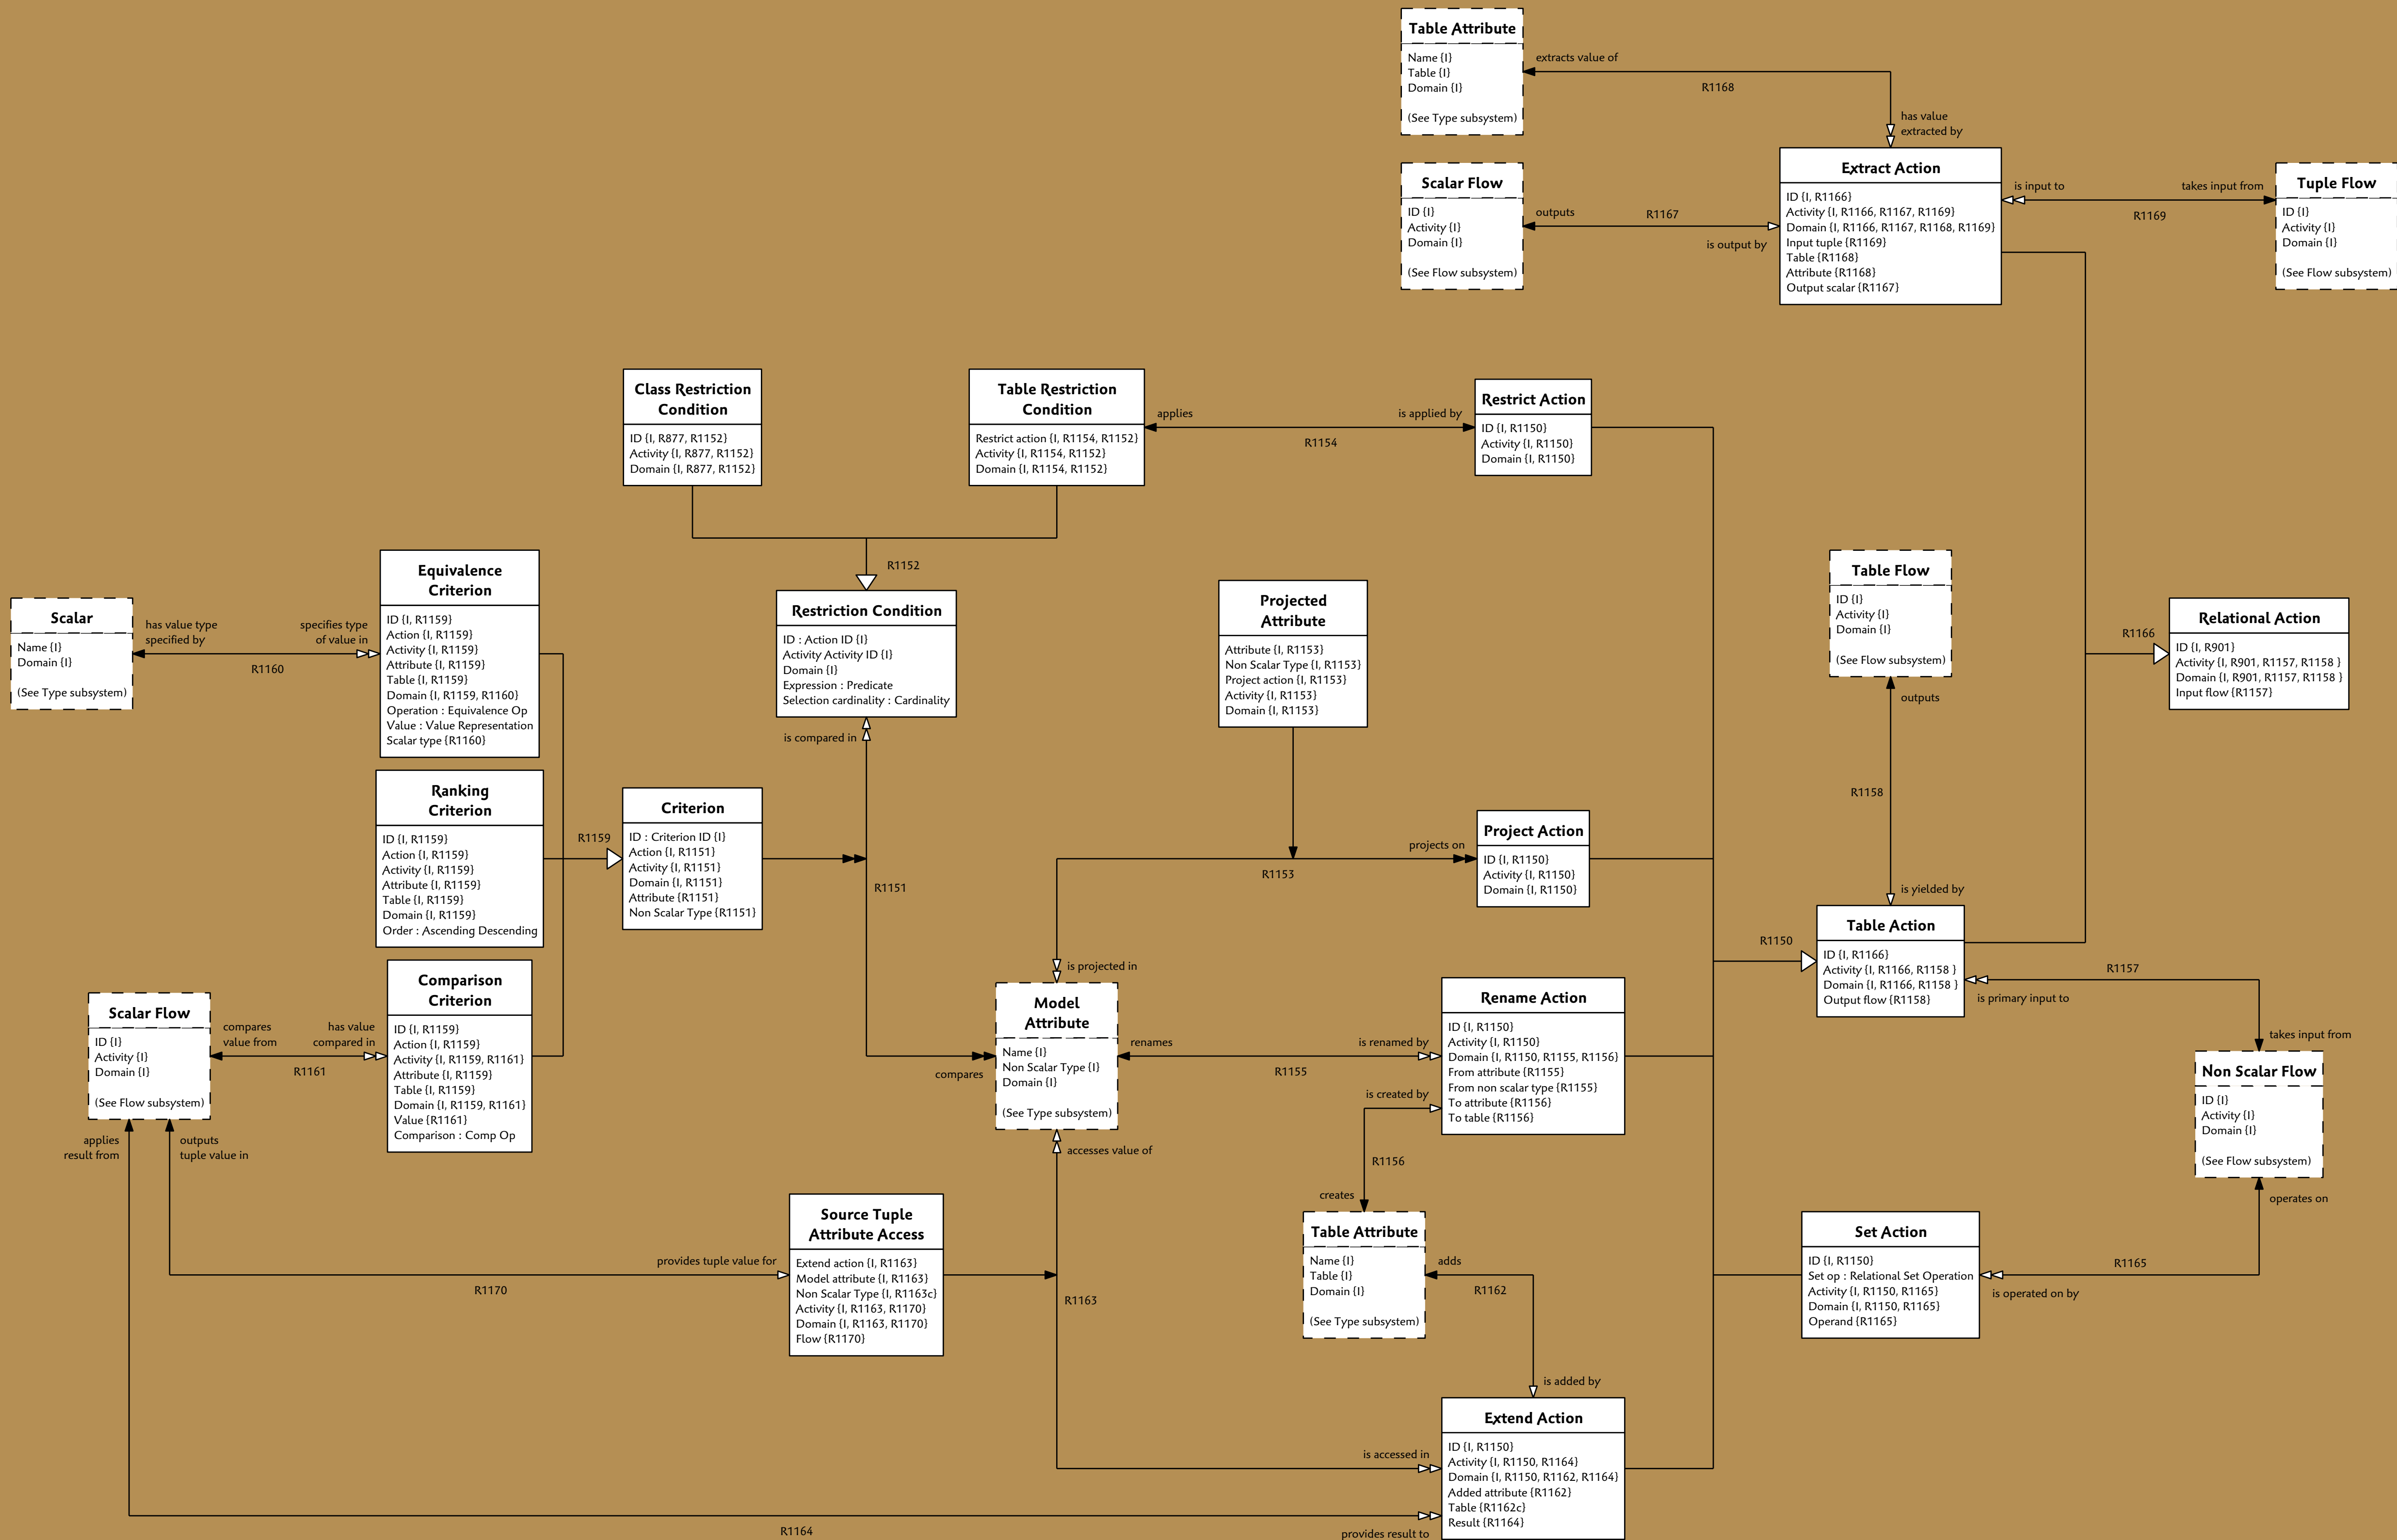 Table Attribute
Name {I}
Table {I}
Domain {I}
(See Type subsystem)
extracts value of
R1168
has value
extracted by
Scalar Flow
ID {I}
Activity {I}
Domain {I}
(See Flow subsystem)
outputs
R1167
is output by
Extract Action
ID {I, R1166}
Activity {I, R1166, R1167, R1169}
Domain {I, R1166, R1167, R1168, R1169}
Input tuple {R1169}
Table {R1168}
Attribute {R1168}
Output scalar {R1167}
is input to
takes input from
R1169
Tuple Flow
ID {I}
Activity {I}
Domain {I}
(See Flow subsystem)
Class Restriction
Condition
ID {I, R877, R1152}
Activity {I, R877, R1152}
Domain {I, R877, R1152}
Table Restriction
Condition
Restrict action {I, R1154, R1152}
Activity {I, R1154, R1152}
Domain {I, R1154, R1152}
applies
is applied by
R1154
Restrict Action
ID {I, R1150}
Activity {I, R1150}
Domain {I, R1150}
R1152
Scalar
Name {I}
Domain {I}
(See Type subsystem)
has value type
specified by
specifies type
of value in
R1160
Equivalence
Criterion
ID {I, R1159}
Action {I, R1159}
Activity {I, R1159}
Attribute {I, R1159}
Table {I, R1159}
Domain {I, R1159, R1160}
Operation : Equivalence Op
Value : Value Representation
Scalar type {R1160}
Restriction Condition
ID : Action ID {I}
Activity Activity ID {I}
Domain {I}
Expression : Predicate
Selection cardinality : Cardinality
is compared in
Projected
Attribute
Attribute {I, R1153}
Non Scalar Type {I, R1153}
Project action {I, R1153}
Activity {I, R1153}
Domain {I, R1153}
Table Flow
ID {I}
Activity {I}
Domain {I}
(See Flow subsystem)
outputs
R1158
is yielded by
R1166
Relational Action
ID {I, R901}
Activity {I, R901, R1157, R1158 }
Domain {I, R901, R1157, R1158 }
Input flow {R1157}
Ranking
Criterion
ID {I, R1159}
Action {I, R1159}
Activity {I, R1159}
Attribute {I, R1159}
Table {I, R1159}
Domain {I, R1159}
Order : Ascending Descending
R1159
Criterion
ID : Criterion ID {I}
Action {I, R1151}
Activity {I, R1151}
Domain {I, R1151}
Attribute {R1151}
Non Scalar Type {R1151}
R1151
projects on
R1153
is projected in
Project Action
ID {I, R1150}
Activity {I, R1150}
Domain {I, R1150}
R1150
Table Action
ID {I, R1166}
Activity {I, R1166, R1158 }
Domain {I, R1166, R1158 }
Output flow {R1158}
R1157
is primary input to
takes input from
Scalar Flow
ID {I}
Activity {I}
Domain {I}
(See Flow subsystem)
compares
value from
has value
compared in
R1161
Comparison
Criterion
ID {I, R1159}
Action {I, R1159}
Activity {I, R1159, R1161}
Attribute {I, R1159}
Table {I, R1159}
Domain {I, R1159, R1161}
Value {R1161}
Comparison : Comp Op
compares
Model
Attribute
Name {I}
Non Scalar Type {I}
Domain {I}
(See Type subsystem)
renames
is renamed by
R1155
Rename Action
ID {I, R1150}
Activity {I, R1150}
Domain {I, R1150, R1155, R1156}
From attribute {R1155}
From non scalar type {R1155}
To attribute {R1156}
To table {R1156}
is created by
R1156
creates
Non Scalar Flow
ID {I}
Activity {I}
Domain {I}
(See Flow subsystem)
operates on
applies
result from
outputs
tuple value in
accesses value of
provides tuple value for
R1170
Source Tuple
Attribute Access
Extend action {I, R1163}
Model attribute {I, R1163}
Non Scalar Type {I, R1163c}
Activity {I, R1163, R1170}
Domain {I, R1163, R1170}
Flow {R1170}
R1163
Table Attribute
Name {I}
Table {I}
Domain {I}
(See Type subsystem)
adds
R1162
is added by
Set Action
ID {I, R1150}
Set op : Relational Set Operation
Activity {I, R1150, R1165}
Domain {I, R1150, R1165}
Operand {R1165}
R1165
is operated on by
Extend Action
ID {I, R1150}
Activity {I, R1150, R1164}
Domain {I, R1150, R1162, R1164}
Added attribute {R1162}
Table {R1162c}
Result {R1164}
is accessed in
R1164
provides result to